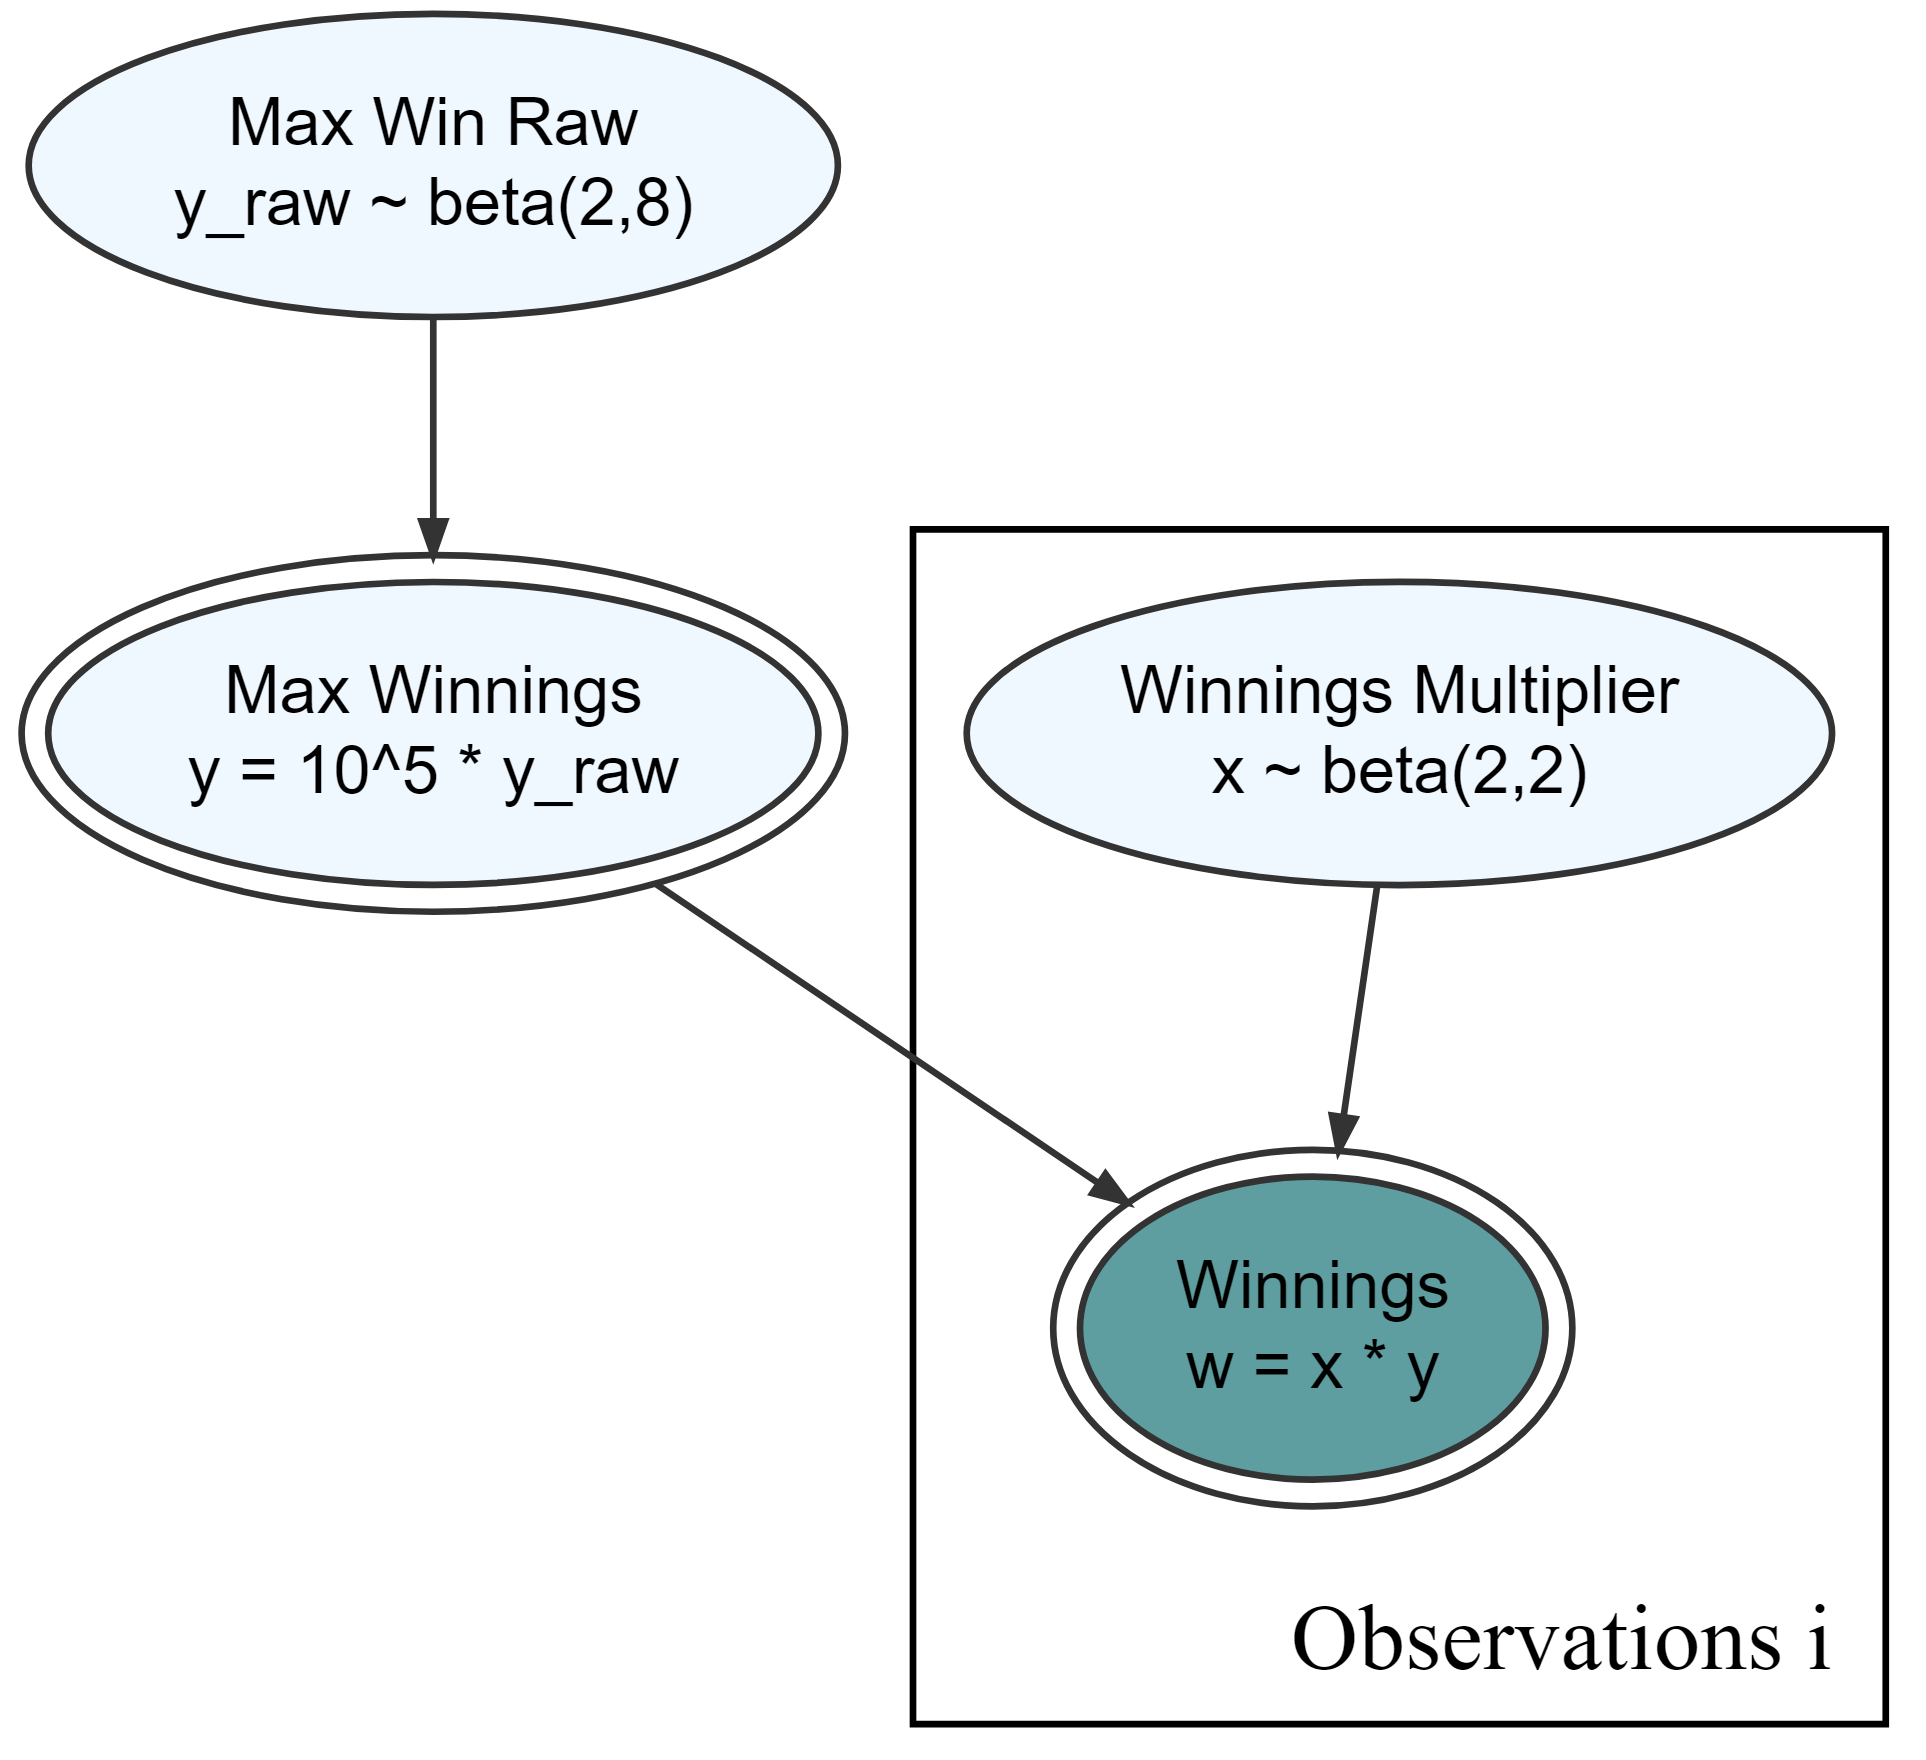 Max Win Raw
y_raw ~ beta(2,8)
Max Winnings
y = 10^5 * y_raw
Winnings Multiplier
x ~ beta(2,2)
Winnings
w = x * y
Observations i